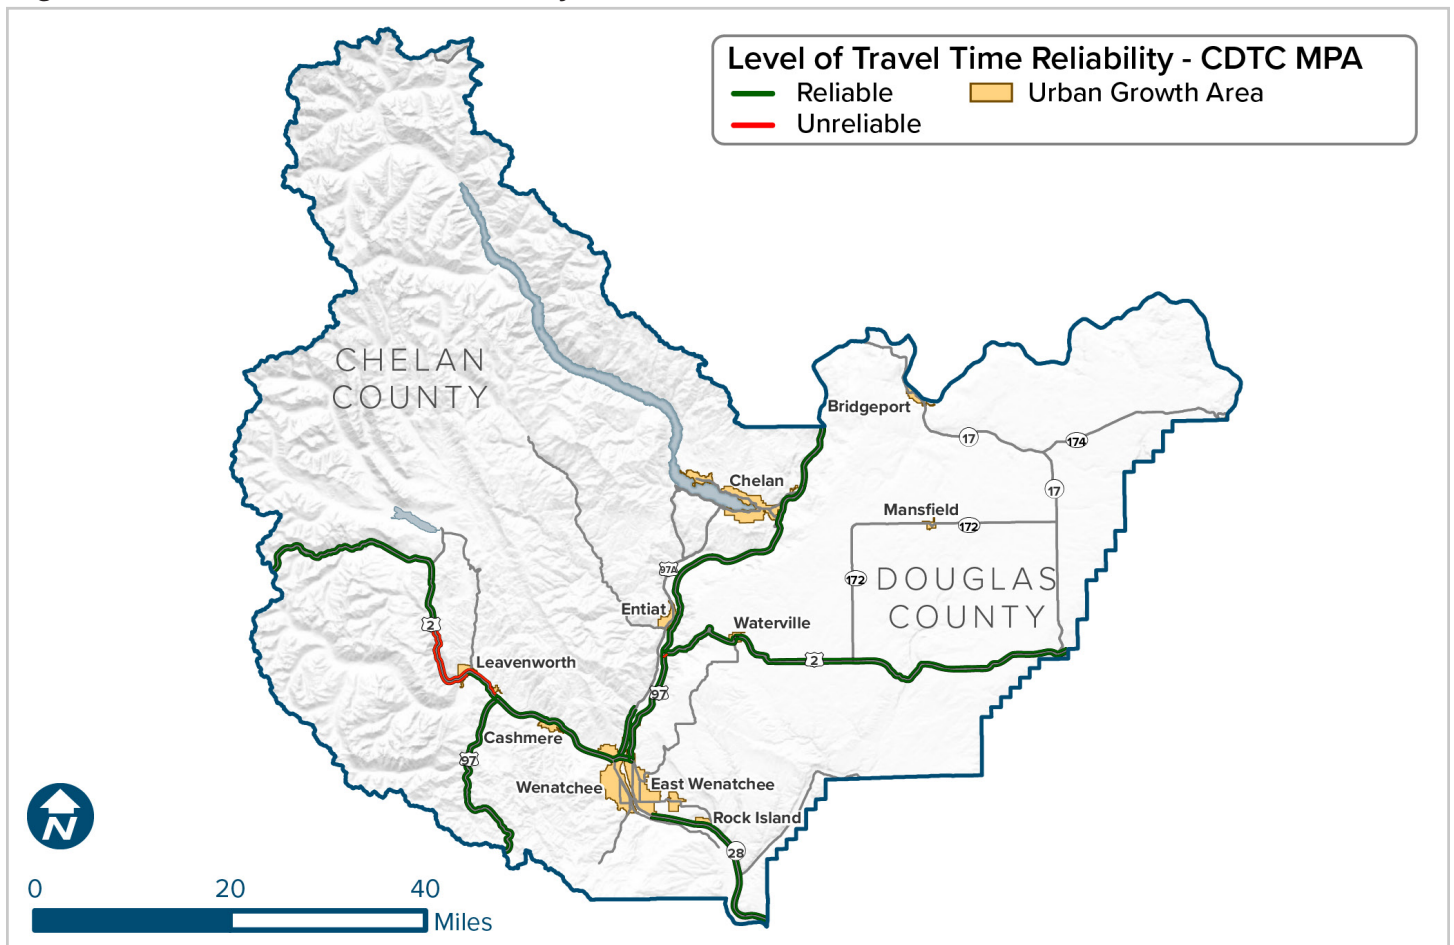 Level of Travel Time Reliability - CDTC MPA
Reliable
Urban Growth Area
Unreliable
CHELAN
COUNTY
Bridgeport
17
174
Chelan
17
Mansfield
172
97A
172
DOUGLAS
COUNTY
Entiat
2
Waterville
Leavenworth
2
97
Cashmere
97
Wenatchee
East Wenatchee
Rock Island
28
N
0
20
40
Miles